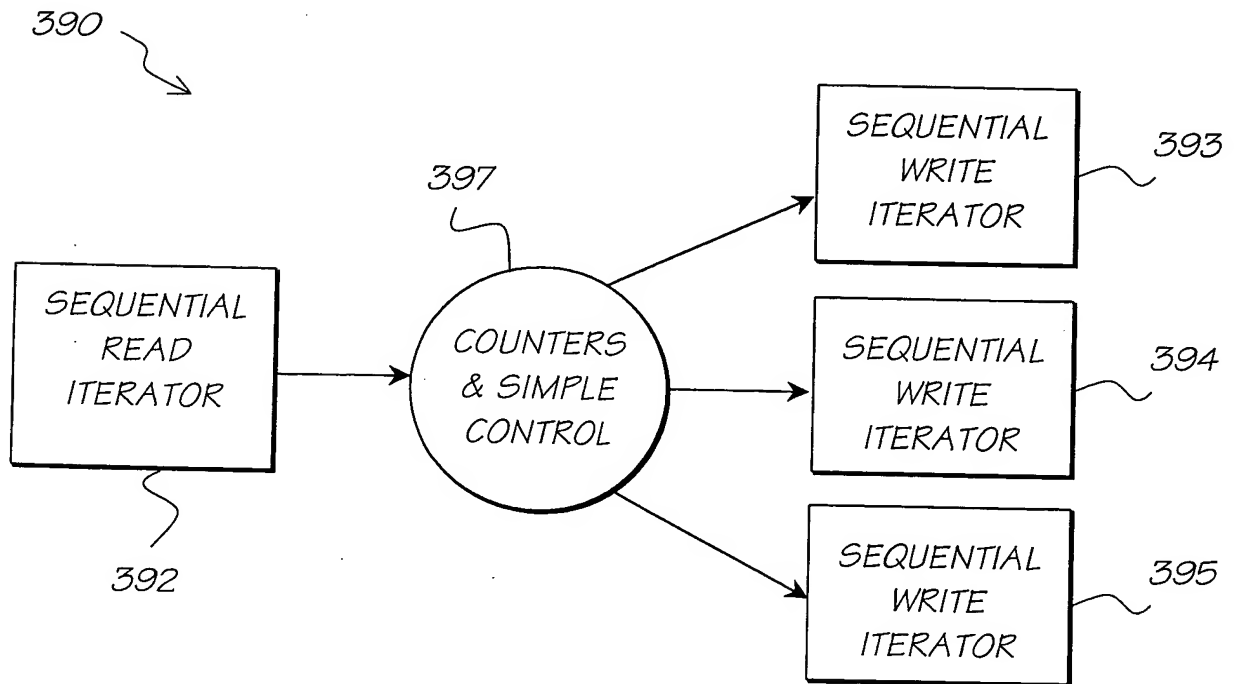 390
SEQUENTIAL
READ
ITERATOR
392
397
COUNTERS
& SIMPLE
CONTROL
SEQUENTIAL
WRITE
ITERATOR
393
SEQUENTIAL
WRITE
ITERATOR
394
SEQUENTIAL
WRITE
ITERATOR
395